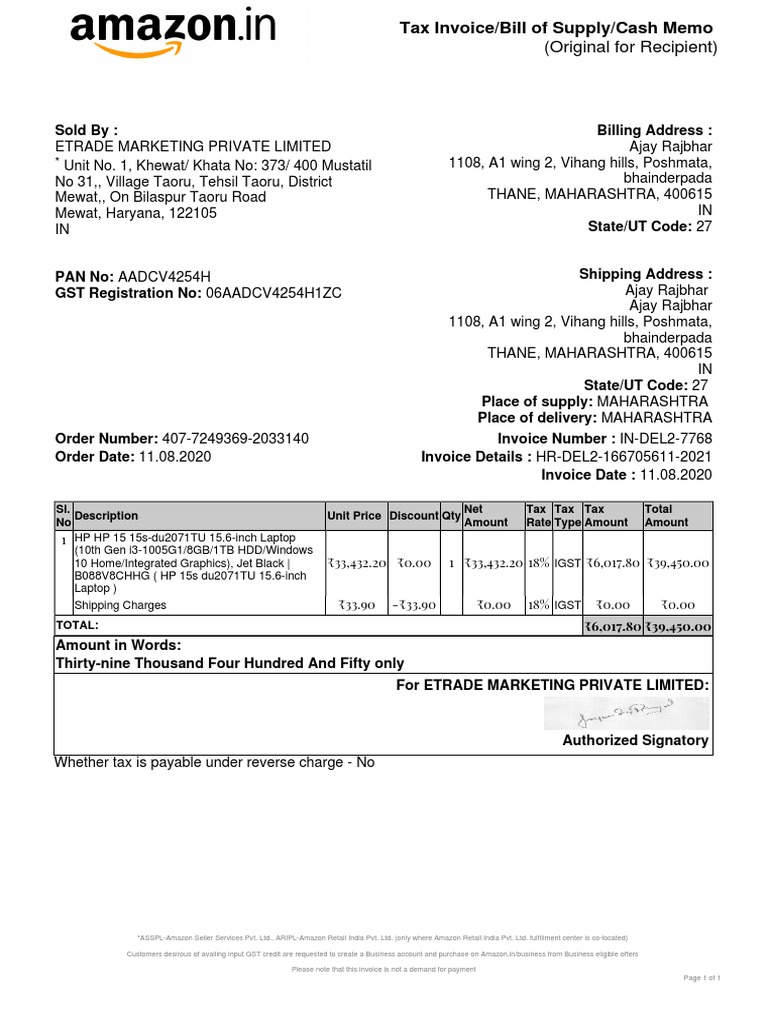 amazon.in
Tax Invoice/Bill of Supply/Cash Memo
(Original for Recipient)
Sold By :
ETRADE MARKETING PRIVATE LIMITED
* Unit No. 1, Khewat/ Khata No: 373/ 400 Mustatil
No 31,, Village Taoru, Tehsil Taoru, District
Mewat,, On Bilaspur Taoru Road
Mewat, Haryana, 122105
IN
Billing Address :
Ajay Rajbhar
1108, A1 wing 2, Vihang hills, Poshmata,
bhainderpada
THANE, MAHARASHTRA, 400615
IN
State/UT Code: 27
PAN No: AADCV4254H
GST Registration No: 06AADCV4254H1ZC
Shipping Address :
Ajay Rajbhar
Ajay Rajbhar
1108, A1 wing 2, Vihang hills, Poshmata,
bhainderpada
THANE, MAHARASHTRA, 400615
IN
State/UT Code: 27
Place of supply: MAHARASHTRA
Place of delivery: MAHARASHTRA
Order Number: 407-7249369-2033140
Order Date: 11.08.2020
Invoice Number : IN-DEL2-7768
Invoice Details : HR-DEL2-166705611-2021
Invoice Date : 11.08.2020
Sl. No Description Unit Price Discount Qty Net Amount Tax Rate Tax Type Tax Amount Total Amount
1 HP HP 15 15s-du2071TU 15.6-inch Laptop
(10th Gen i3-1005G1/8GB/1TB HDD/Windows
10 Home/Integrated Graphics), Jet Black | ₹33,432.20 ₹0.00 1 ₹33,432.20 18% IGST ₹6,017.80 ₹39,450.00
B088V8CHHG ( HP 15s du2071TU 15.6-inch
Laptop )
Shipping Charges ₹33.90 -₹33.90 ₹0.00 18% IGST ₹0.00 ₹0.00
TOTAL: ₹6,017.80 ₹39,450.00
Amount in Words:
Thirty-nine Thousand Four Hundred And Fifty only
For ETRADE MARKETING PRIVATE LIMITED:
Authorized Signatory
Whether tax is payable under reverse charge - No
*ASSPL-Amazon Seller Services Pvt. Ltd., ARIPL-Amazon Retail India Pvt. Ltd. (only where Amazon Retail India Pvt. Ltd. fulfillment center is co-located)
Customers desirous of availing input GST credit are requested to create a Business account and purchase on Amazon.in/business from Business eligible offers
Please note that this invoice is not a demand for payment
Page 1 of 1